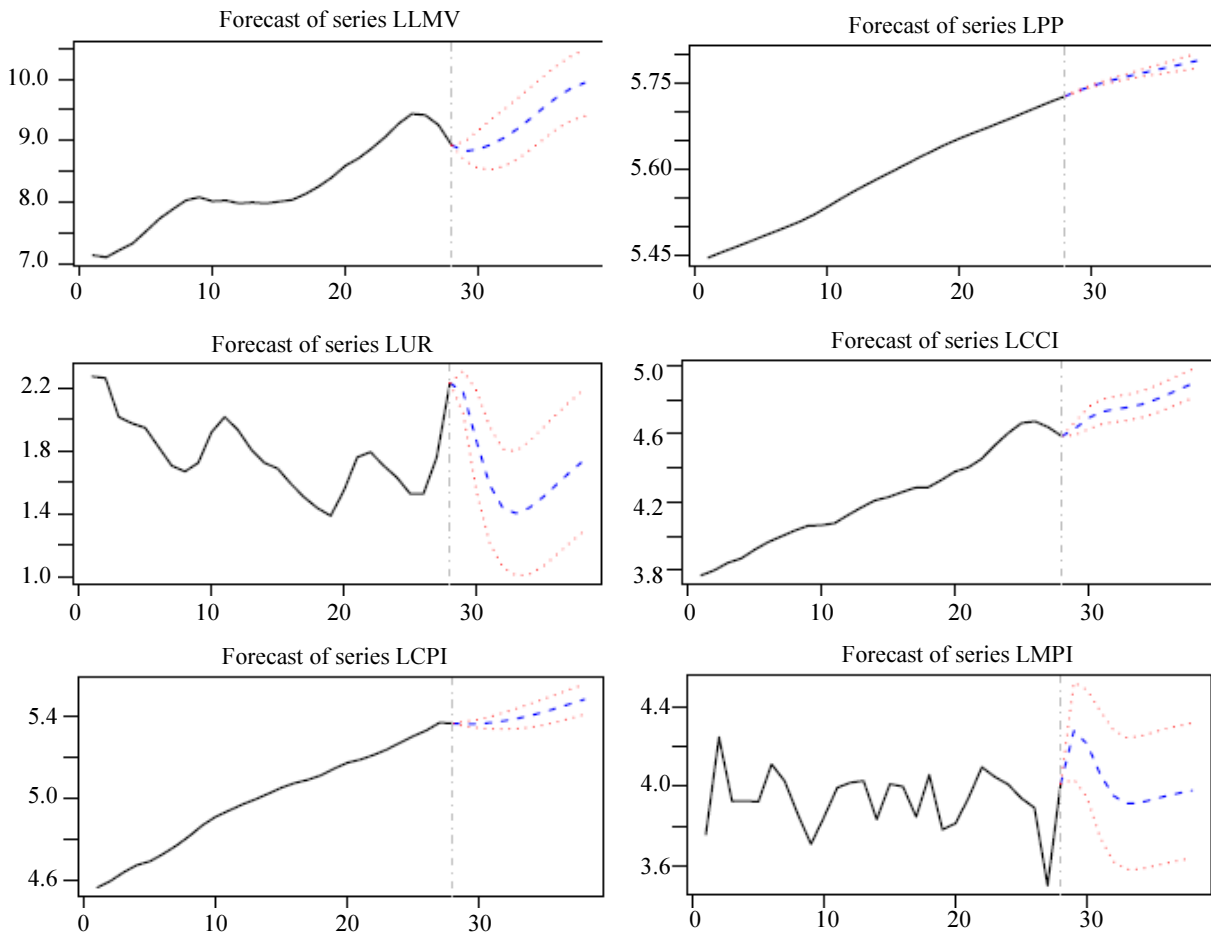 Forecast of series LLMV
10.0
9.0
8.0
7.0
0 10 20 30
Forecast of series LPP
5.75
5.60
5.45
0 10 20 30
Forecast of series LUR
2.2
1.8
1.4
1.0
0 10 20 30
Forecast of series LCCI
5.0
4.6
4.2
3.8
0 10 20 30
Forecast of series LCPI
5.4
5.0
4.6
0 10 20 30
Forecast of series LMPI
4.4
4.0
3.6
0 10 20 30